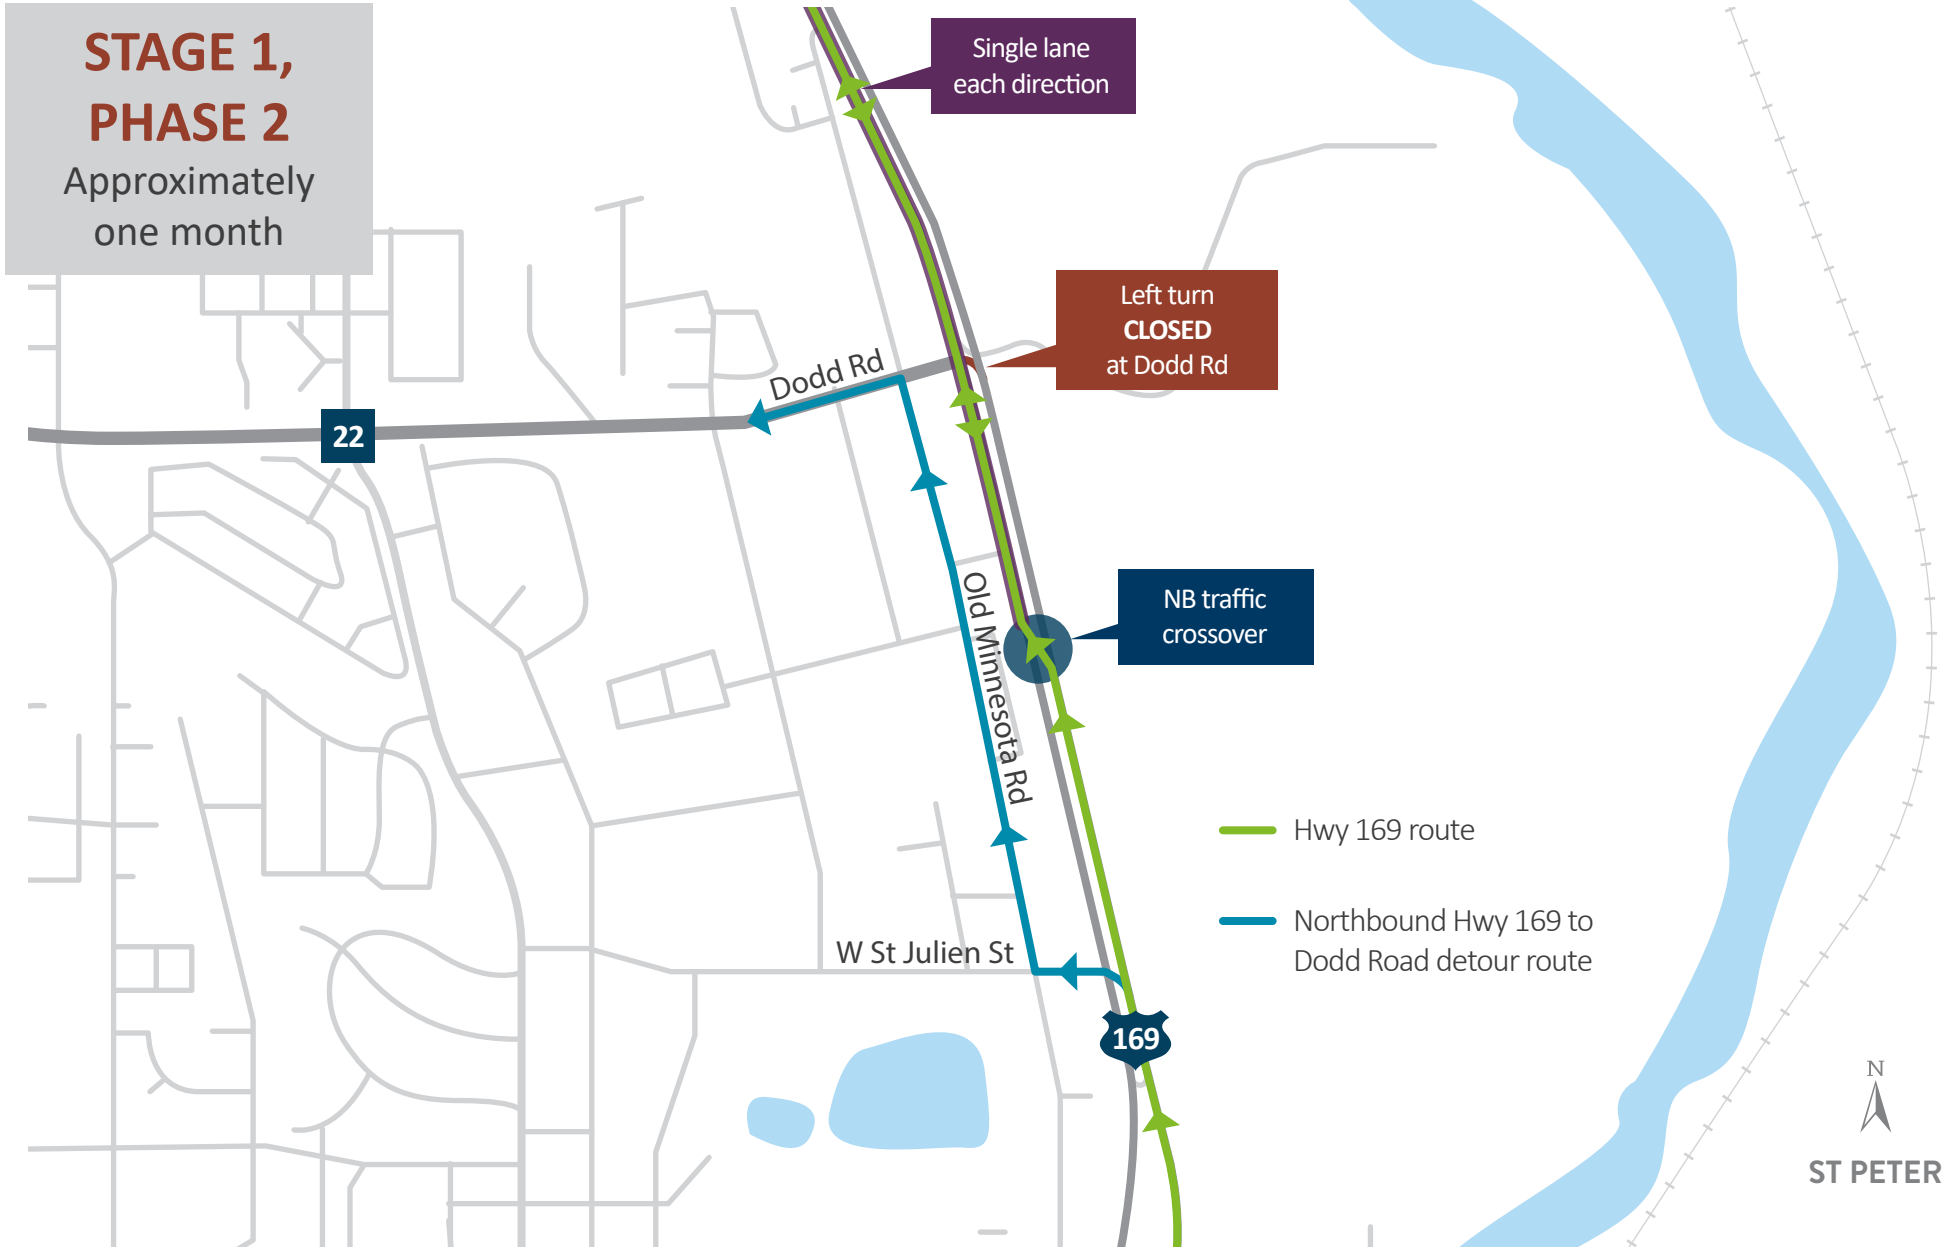 STAGE 1,
PHASE 2
Approximately
one month
Single lane
each direction
Left turn
CLOSED
at Dodd Rd
Dodd Rd
22
NB traffic
crossover
Old Minnesota Rd
Hwy 169 route
Northbound Hwy 169 to
Dodd Road detour route
W St Julien St
169
N
ST PETER